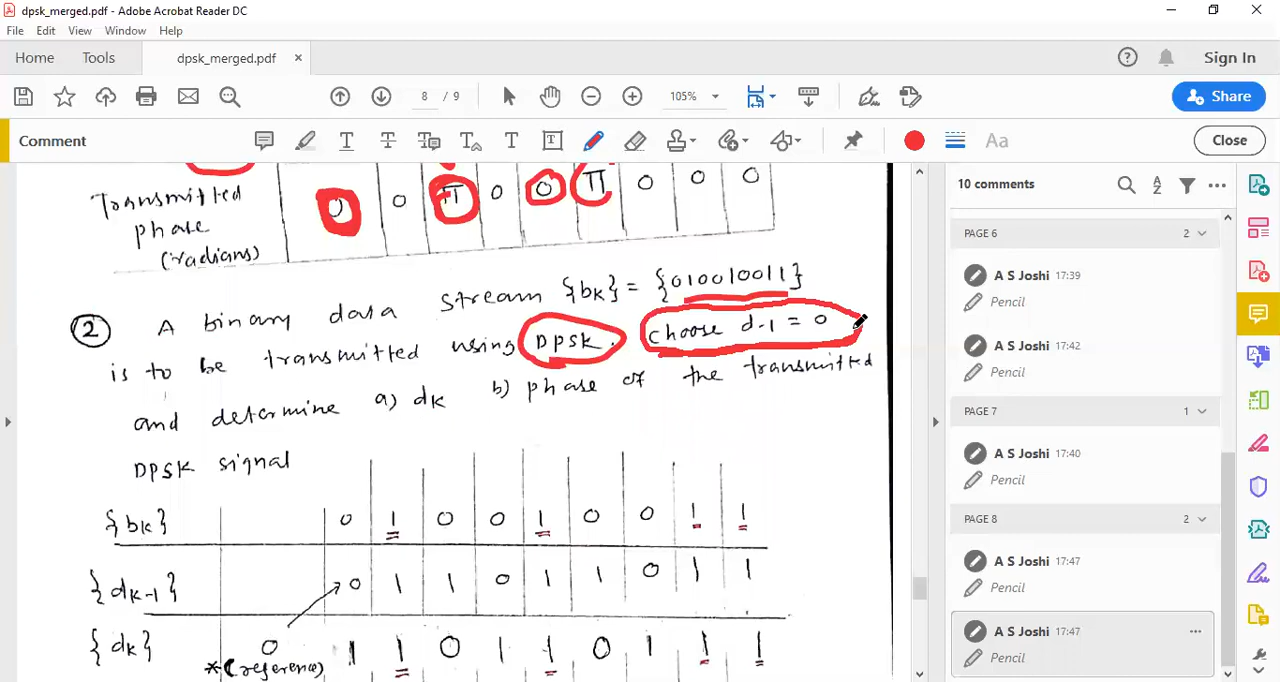 dpsk_merged.pdf - Adobe Acrobat Reader DC
File Edit View Window Help
Home Tools dpsk_merged.pdf × Sign In
8 / 9 105% Share
Comment Aa Close
10 comments
PAGE 6 2
A S Joshi 17:39
Pencil
A S Joshi 17:42
Pencil
PAGE 7 1
A S Joshi 17:40
Pencil
PAGE 8 2
A S Joshi 17:47
Pencil
A S Joshi 17:47
Pencil
Transmitted 0 0 π 0 0 π 0 0 0
phase
(radians)
② A binary data stream {bk} = {010010011}
is to be transmitted using DPSK. choose d-1 = 0
and determine a) dk b) phase of the transmitted
DPSK signal
{bk} 0 1 0 0 1 0 0 1 1
{dk-1} 0 1 1 0 1 1 0 1 1
{dk} 0 1 1 0 1 1 0 1 1 1
*(reference)